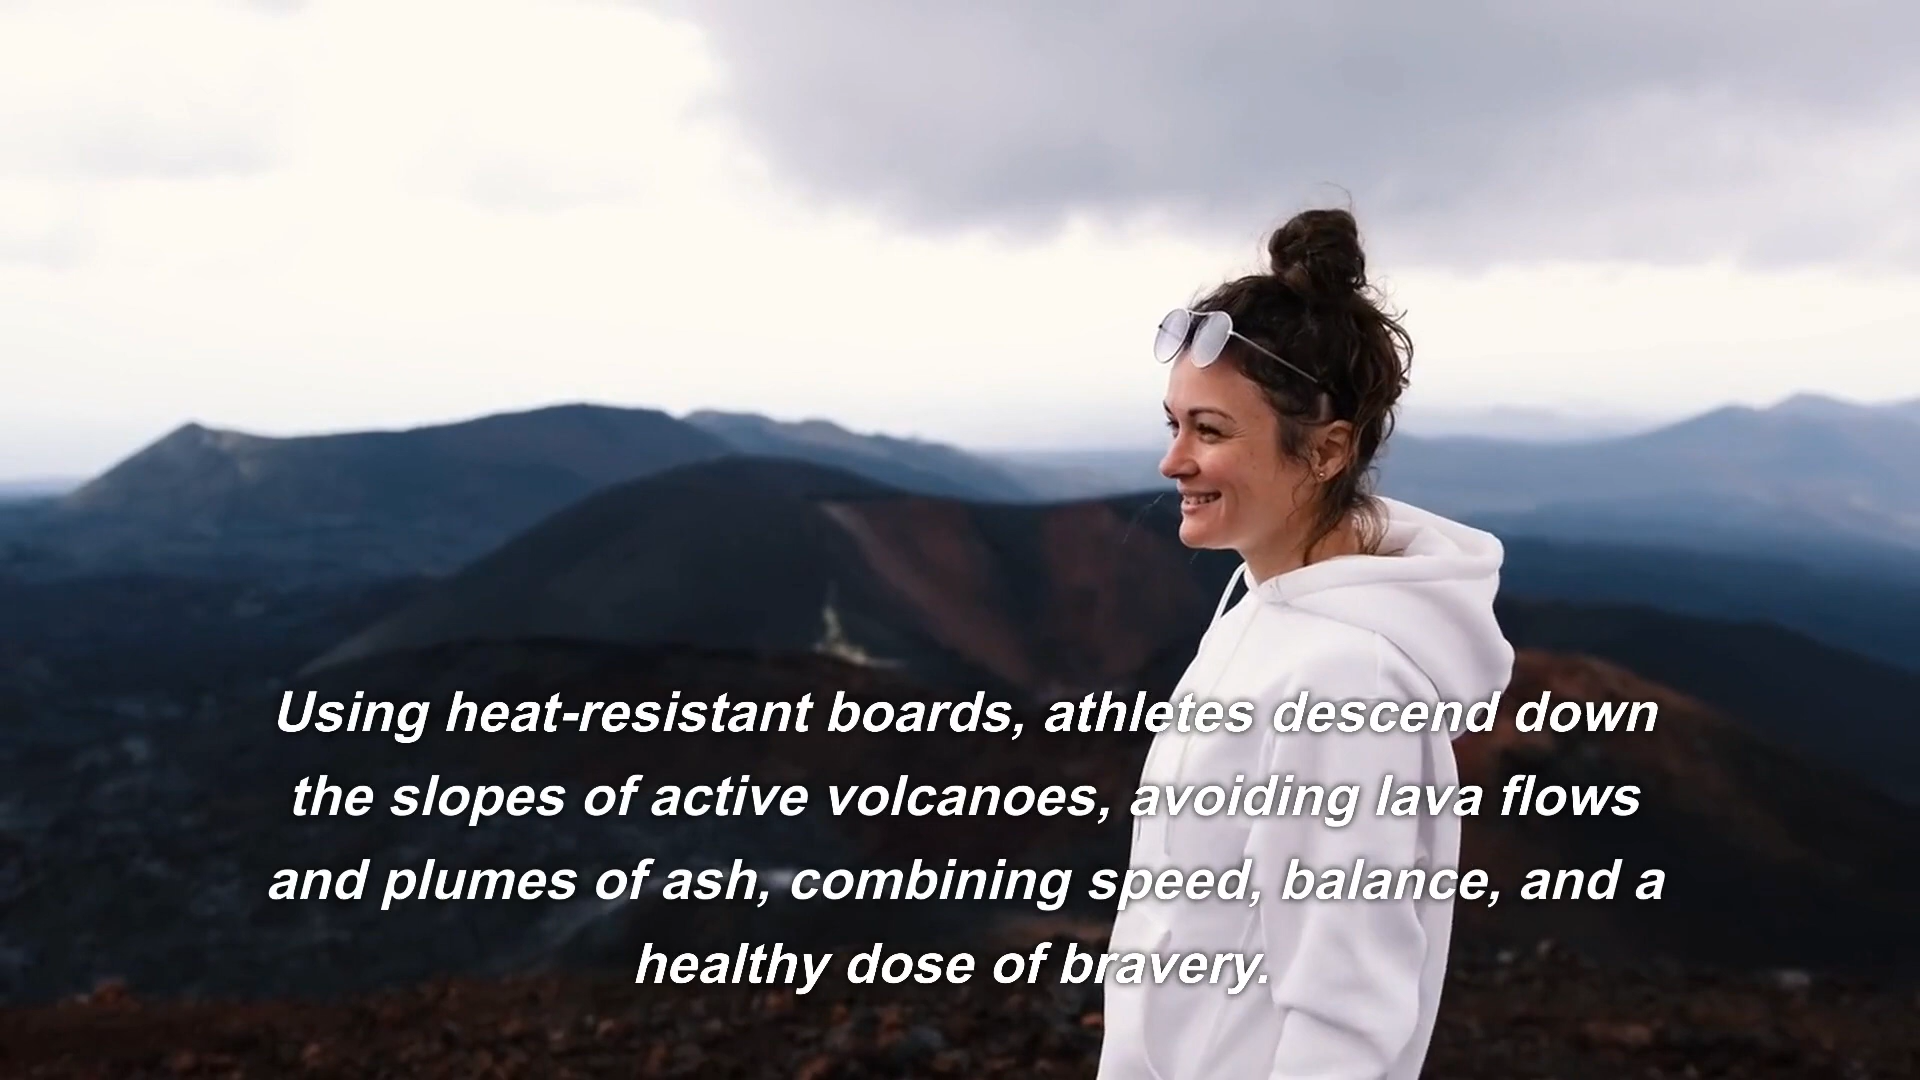 Using heat-resistant boards, athletes descend down
the slopes of active volcanoes, avoiding lava flows
and plumes of ash, combining speed, balance, and a
healthy dose of bravery.